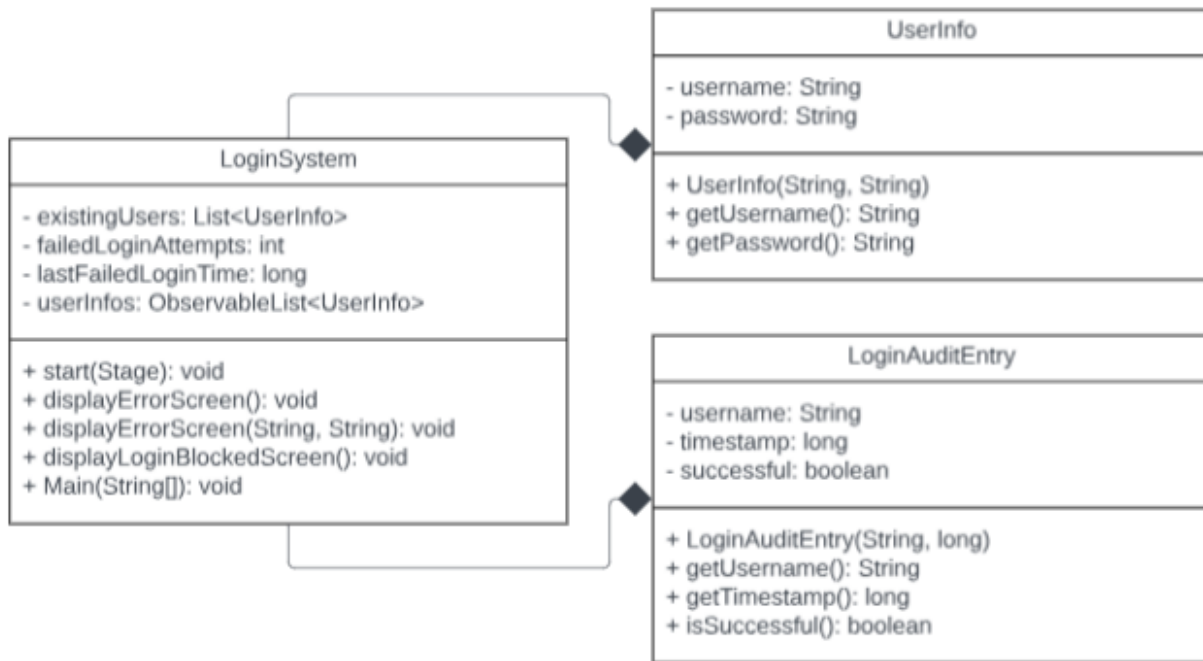 UserInfo
- username: String
- password: String
+ UserInfo(String, String)
+ getUsername(): String
+ getPassword(): String
LoginSystem
- existingUsers: List<UserInfo>
- failedLoginAttempts: int
- lastFailedLoginTime: long
- userInfos: ObservableList<UserInfo>
+ start(Stage): void
+ displayErrorScreen(): void
+ displayErrorScreen(String, String): void
+ displayLoginBlockedScreen(): void
+ Main(String[]): void
LoginAuditEntry
- username: String
- timestamp: long
- successful: boolean
+ LoginAuditEntry(String, long)
+ getUsername(): String
+ getTimestamp(): long
+ isSuccessful(): boolean